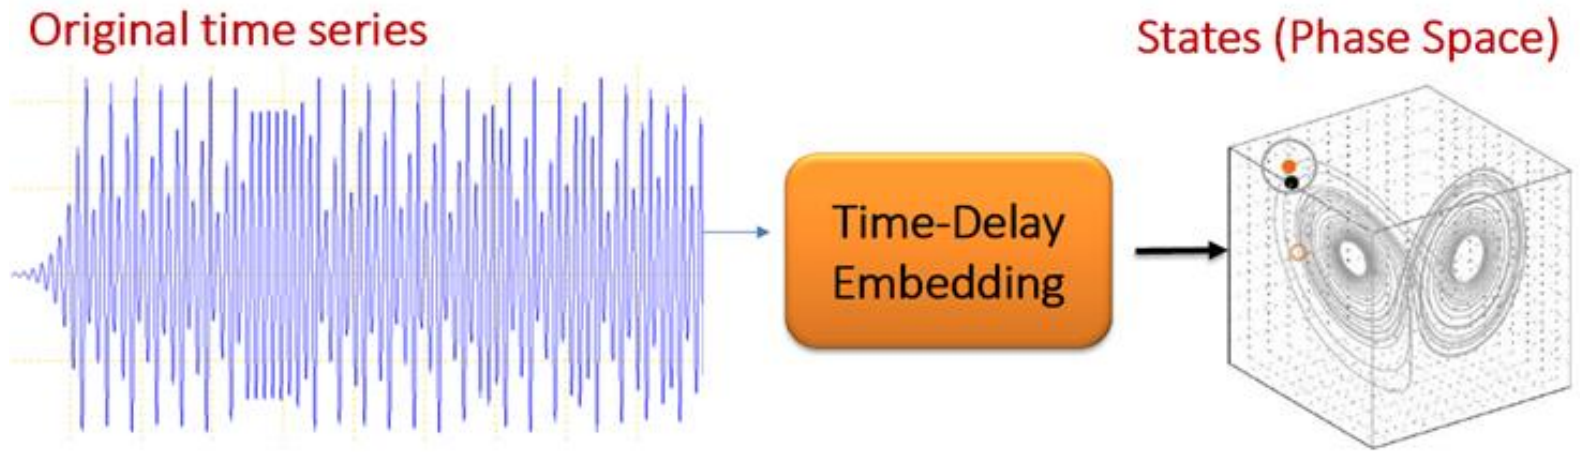 Original time series
States (Phase Space)
Time-Delay
Embedding